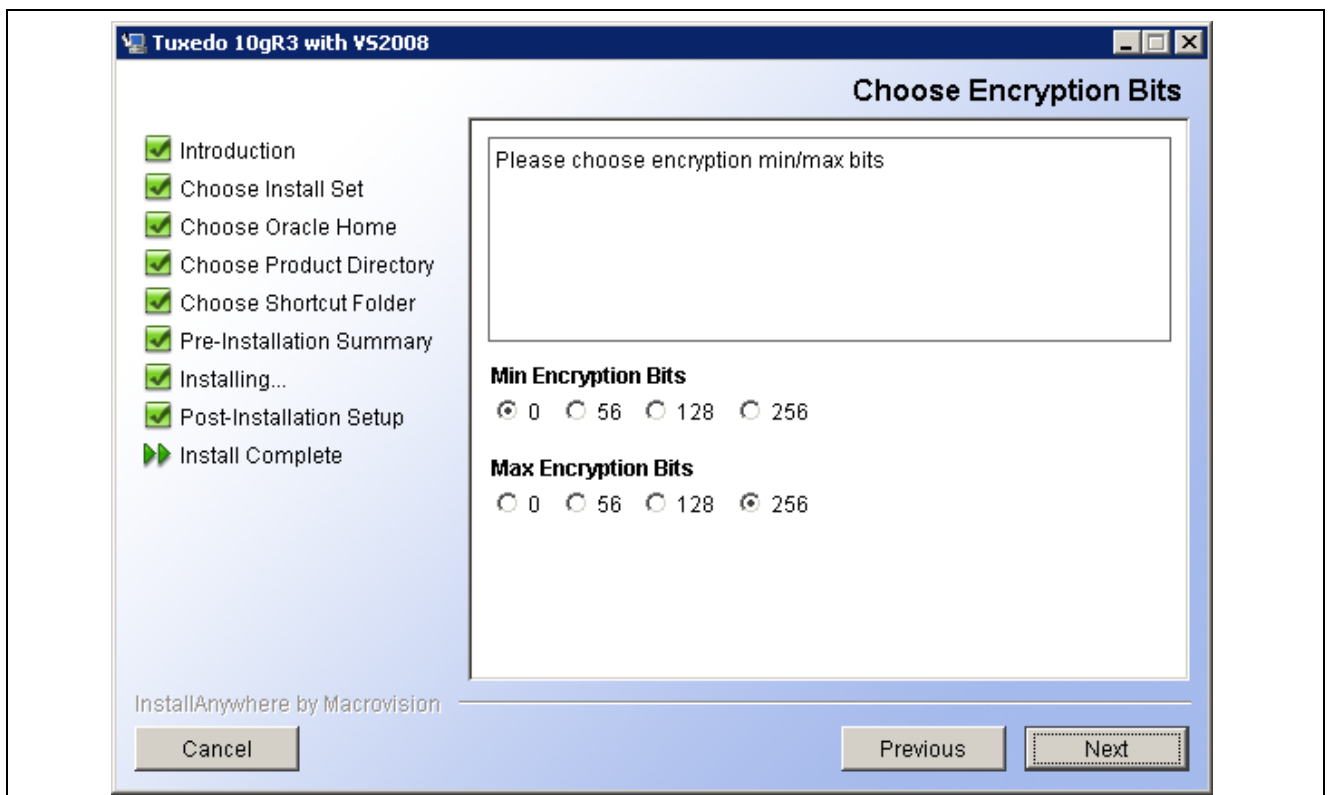 Tuxedo 10gR3 with VS2008
Choose Encryption Bits
Introduction
Choose Install Set
Choose Oracle Home
Choose Product Directory
Choose Shortcut Folder
Pre-Installation Summary
Installing...
Post-Installation Setup
Install Complete
Please choose encryption min/max bits
Min Encryption Bits
0 56 128 256
Max Encryption Bits
0 56 128 256
InstallAnywhere by Macrovision
Cancel Previous Next